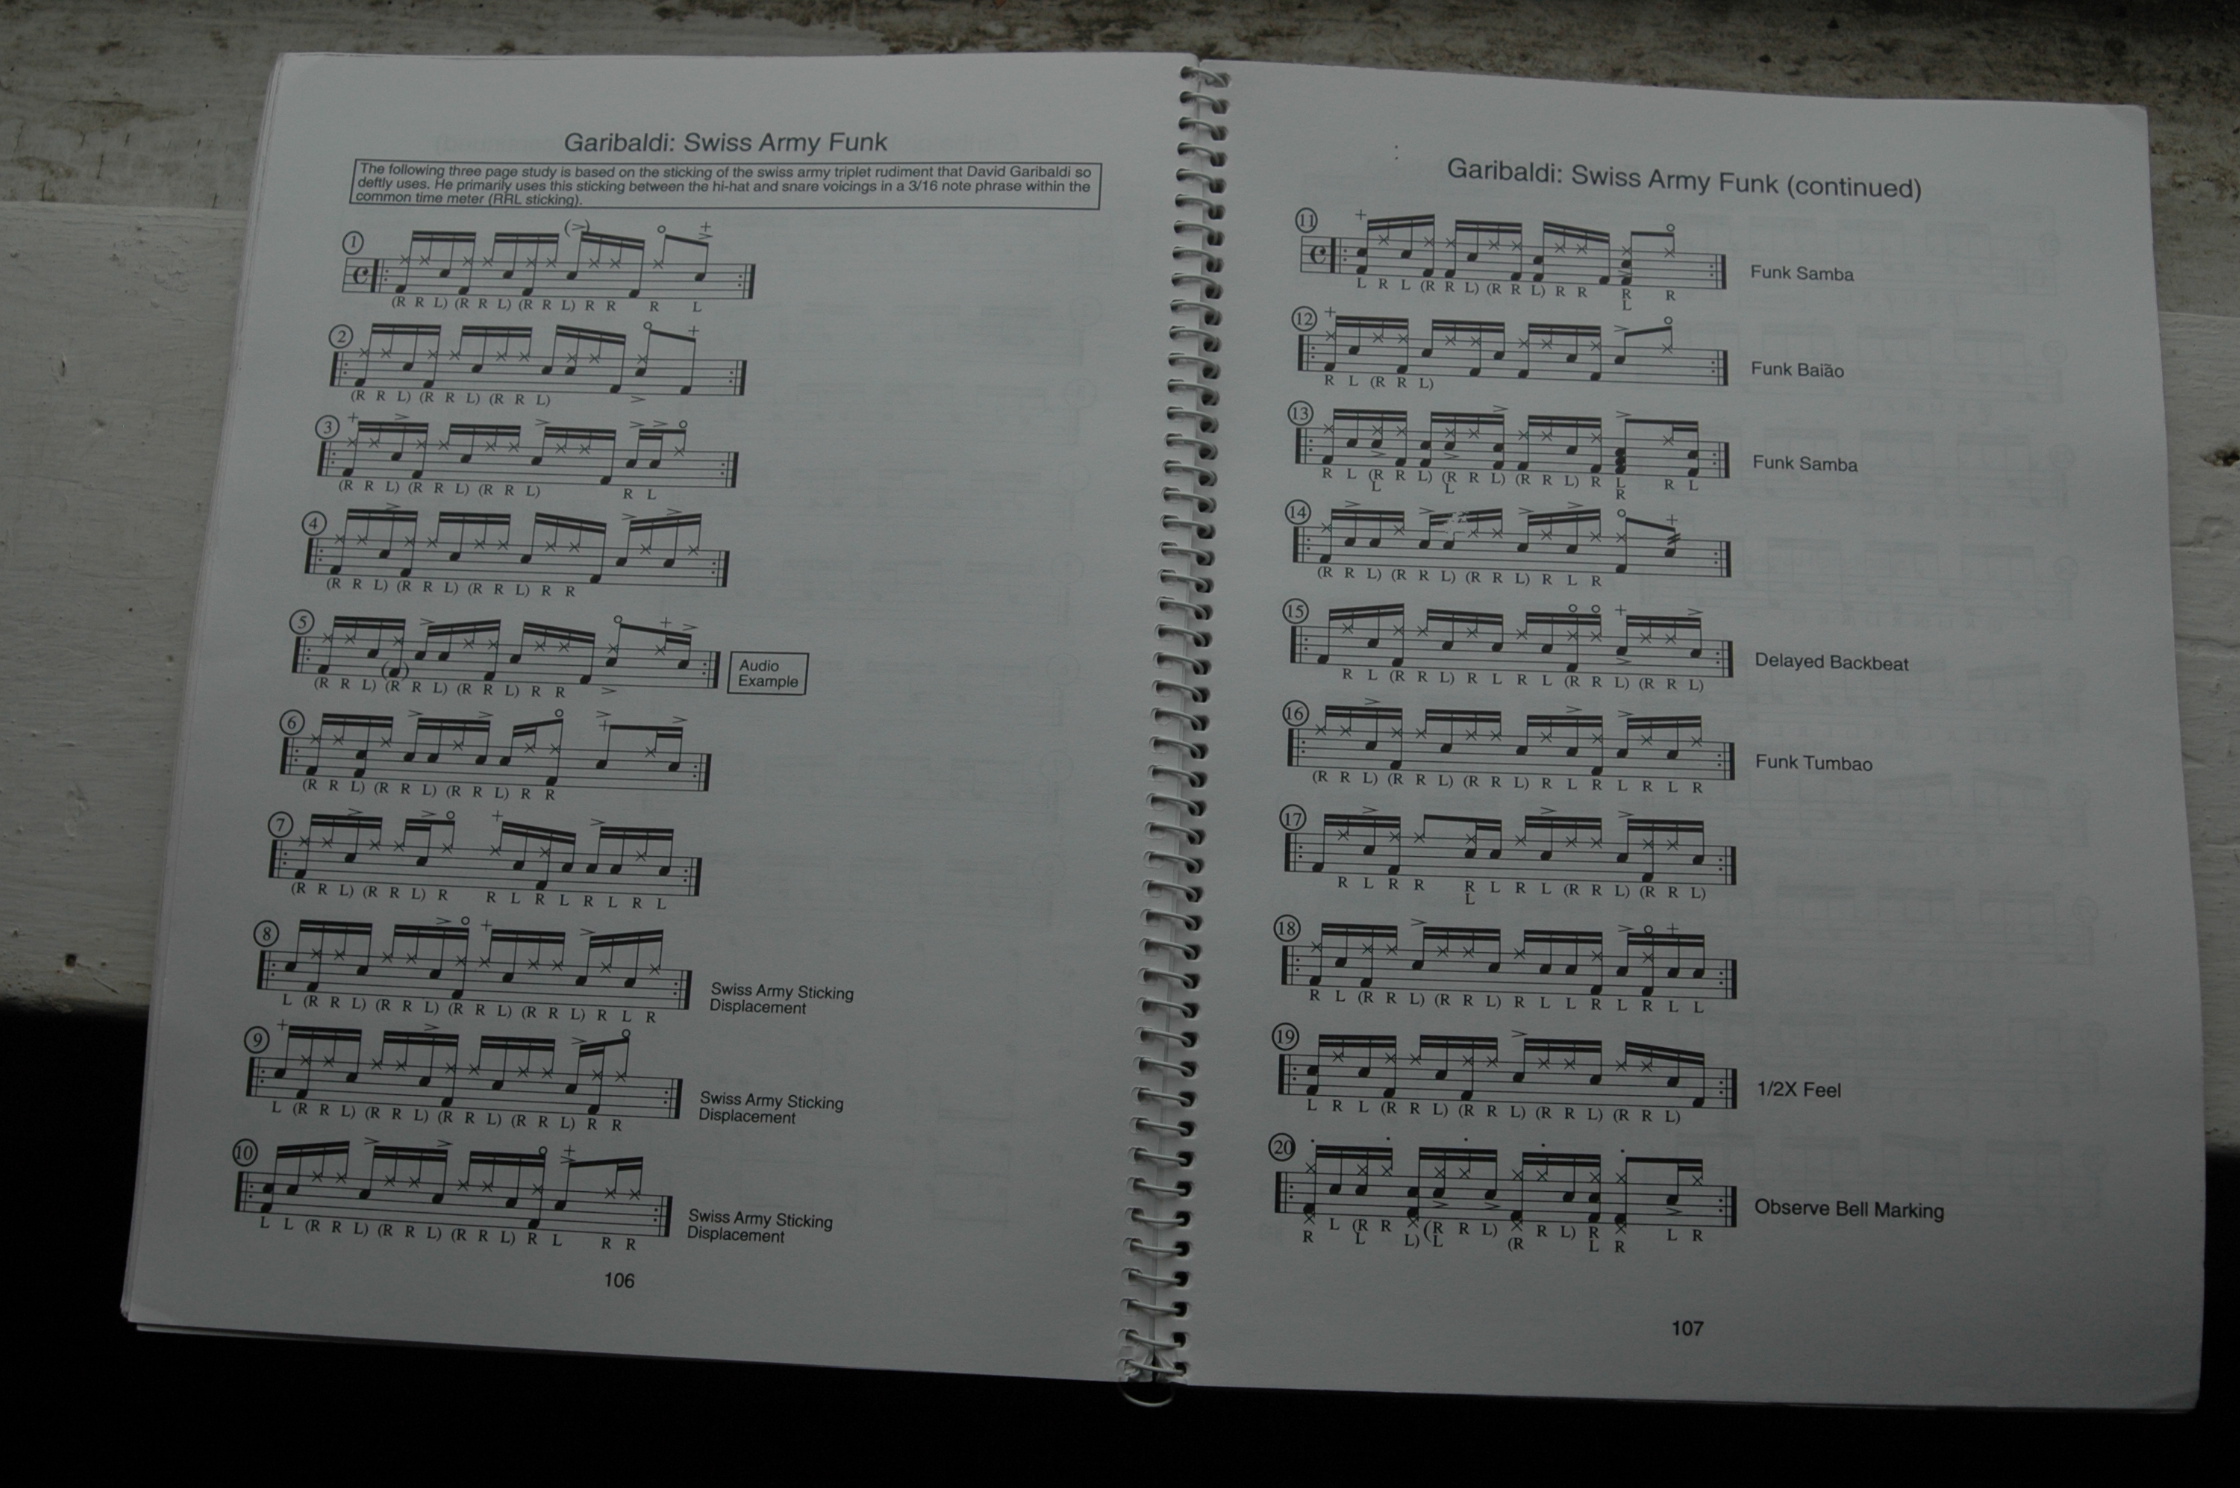 Garibaldi: Swiss Army Funk
The following three page study is based on the sticking of the swiss army triplet rudiment that David Garibaldi so
deftly uses. He primarily uses this sticking between the hi-hat and snare voicings in a 3/16 note phrase within the
common time meter (RRL sticking).
1
(R R L) (R R L) (R R L) R R R L
2
(R R L) (R R L) (R R L)
3
(R R L) (R R L) (R R L) R L
4
(R R L) (R R L) (R R L) R R
5
Audio
Example
(R R L) (R R L) (R R L) R R
6
(R R L) (R R L) (R R L) R R
7
(R R L) (R R L) R R L R L R L R L
8
Swiss Army Sticking
Displacement
L (R R L) (R R L) (R R L) (R R L) R L R
9
Swiss Army Sticking
Displacement
L (R R L) (R R L) (R R L) (R R L) R R
10
Swiss Army Sticking
Displacement
L L (R R L) (R R L) (R R L) R L R R
106
Garibaldi: Swiss Army Funk (continued)
11
Funk Samba
L R L (R R L) (R R L) R R R R
L
12
Funk Baião
R L (R R L)
13
Funk Samba
R L (R R L) (R R L) (R R L) R L R L
L L R
14
(R R L) (R R L) (R R L) R L R
15
Delayed Backbeat
R L (R R L) R L R L (R R L) (R R L)
16
Funk Tumbao
(R R L) (R R L) (R R L) R L R L R L R
17
R L R R R L R L (R R L) (R R L)
L
18
R L (R R L) (R R L) R L L R L R L L
19
1/2X Feel
L R L (R R L) (R R L) (R R L) (R R L)
20
Observe Bell Marking
R L (R R L) (R R L) (R R L) R R L R
L L L
107